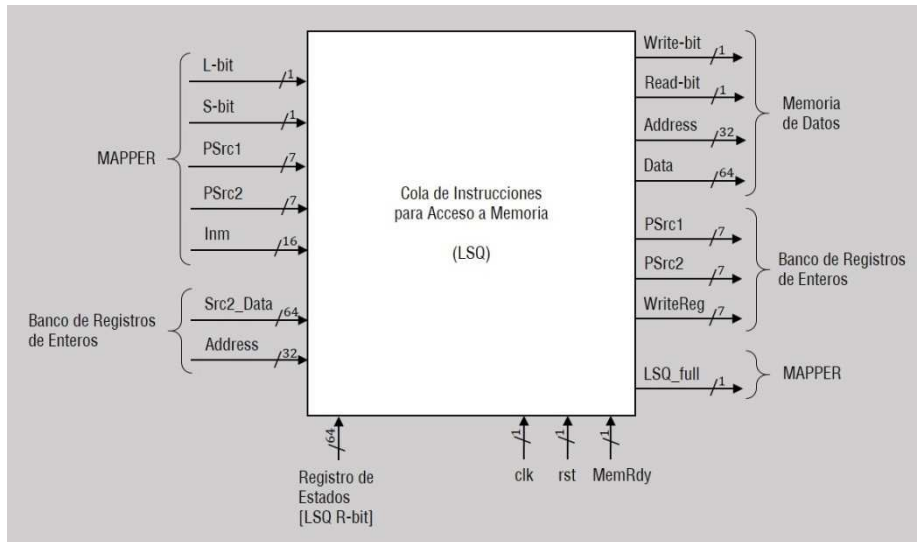 MAPPER
L-bit
1
S-bit
1
PSrc1
7
PSrc2
7
Inm
16
Banco de Registros
de Enteros
Src2_Data
64
Address
32
Cola de Instrucciones
para Acceso a Memoria
(LSQ)
Write-bit
1
Read-bit
1
Address
32
Data
64
Memoria
de Datos
PSrc1
7
PSrc2
7
WriteReg
7
Banco de Registros
de Enteros
LSQ_full
1
MAPPER
64
Registro de
Estados
[LSQ R-bit]
1
clk
1
rst
1
MemRdy